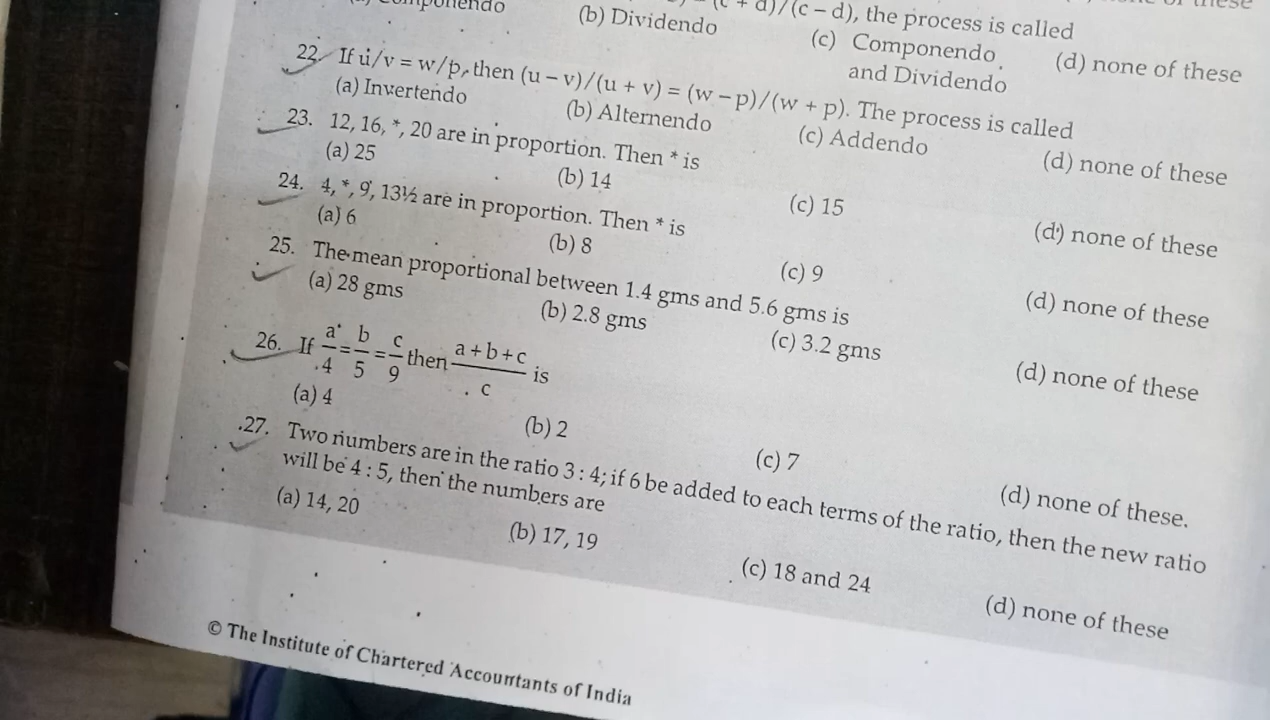 (c + d)/(c – d), the process is called
(b) Dividendo (c) Componendo and Dividendo (d) none of these
22. If u/v = w/p, then (u – v)/(u + v) = (w – p)/(w + p). The process is called
(a) Invertendo (b) Alternendo (c) Addendo (d) none of these
23. 12, 16, *, 20 are in proportion. Then * is
(a) 25 (b) 14 (c) 15 (d) none of these
24. 4, *, 9, 13½ are in proportion. Then * is
(a) 6 (b) 8 (c) 9 (d) none of these
25. The mean proportional between 1.4 gms and 5.6 gms is
(a) 28 gms (b) 2.8 gms (c) 3.2 gms (d) none of these
26. If a/4 = b/5 = c/9 then (a+b+c)/c is
(a) 4 (b) 2 (c) 7 (d) none of these.
27. Two numbers are in the ratio 3 : 4; if 6 be added to each terms of the ratio, then the new ratio
will be 4 : 5, then the numbers are
(a) 14, 20 (b) 17, 19 (c) 18 and 24 (d) none of these
© The Institute of Chartered Accountants of India